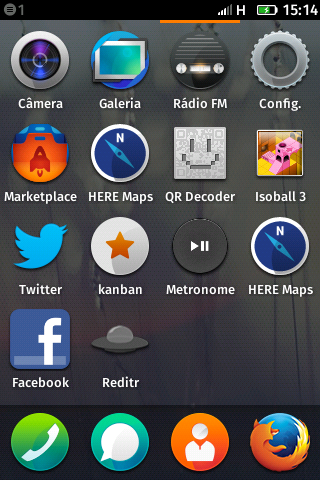 1 H 15:14
Câmera Galeria Rádio FM Config.
Marketplace HERE Maps QR Decoder Isoball 3
Twitter kanban Metronome HERE Maps
Facebook Reditr